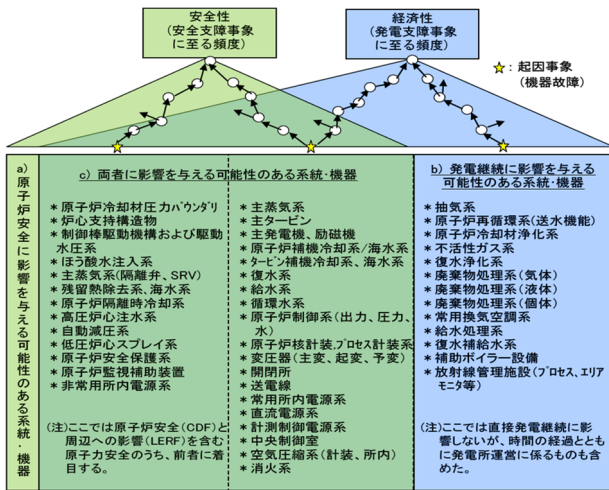 安全性
(安全支障事象
に至る頻度)
経済性
(発電支障事象
に至る頻度)
☆: 起因事象
(機器故障)
a)原子炉安全に影響を与える可能性のある系統・機器
c) 両者に影響を与える可能性のある系統・機器
* 原子炉冷却材圧力バウンダリ
* 炉心支持構造物
* 制御棒駆動機構および駆動
水圧系
* ほう酸水注入系
* 主蒸気系(隔離弁、SRV)
* 残留熱除去系、海水系
* 原子炉隔離時冷却系
* 高圧炉心注水系
* 自動減圧系
* 低圧炉心スプレイ系
* 原子炉安全保護系
* 原子炉監視補助装置
* 非常用所内電源系
(注)ここでは原子炉安全(CDF)と
周辺への影響(LERF)を含む
原子力安全のうち、前者に着
目する。
* 主蒸気系
* 主タービン
* 主発電機、励磁機
* 原子炉補機冷却系/海水系
* タービン補機冷却系、海水系
* 復水系
* 給水系
* 循環水系
* 原子炉制御系(出力、圧力、
水)
* 原子炉核計装,プロセス計装系
* 変圧器(主変、起変、予変)
* 開閉所
* 送電線
* 常用所内電源系
* 直流電源系
* 計測制御電源系
* 中央制御室
* 空気圧縮系(計装、所内)
* 消火系
b) 発電継続に影響を与える
可能性のある系統・機器
* 抽気系
* 原子炉再循環系(送水機能)
* 原子炉冷却材浄化系
* 不活性ガス系
* 復水浄化系
* 廃棄物処理系(気体)
* 廃棄物処理系(液体)
* 廃棄物処理系(個体)
* 常用換気空調系
* 給水処理系
* 復水補給水系
* 補助ボイラー設備
* 放射線管理施設(プロセス、エリア
モニタ等)
(注)ここでは直接発電継続に影
響しないが、時間の経過ととも
に発電所運営に係るものも含
めた。